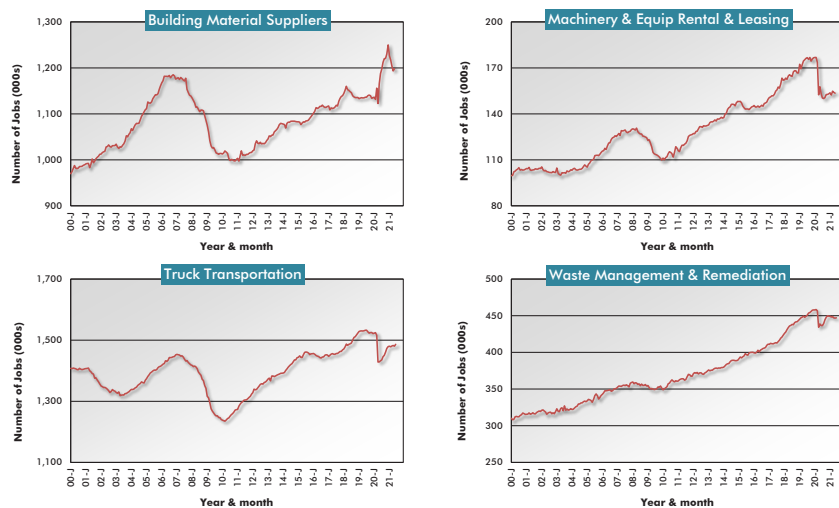 Building Material Suppliers
Number of Jobs (000s)
1,300
1,200
1,100
1,000
900
00-J
01-J
02-J
03-J
04-J
05-J
06-J
07-J
08-J
09-J
10-J
11-J
12-J
13-J
14-J
15-J
16-J
17-J
18-J
19-J
20-J
21-J
Year & month
Machinery & Equip Rental & Leasing
Number of Jobs (000s)
200
170
140
110
80
00-J
01-J
02-J
03-J
04-J
05-J
06-J
07-J
08-J
09-J
10-J
11-J
12-J
13-J
14-J
15-J
16-J
17-J
18-J
19-J
20-J
21-J
Year & month
Truck Transportation
Number of Jobs (000s)
1,700
1,500
1,300
1,100
00-J
01-J
02-J
03-J
04-J
05-J
06-J
07-J
08-J
09-J
10-J
11-J
12-J
13-J
14-J
15-J
16-J
17-J
18-J
19-J
20-J
21-J
Year & month
Waste Management & Remediation
Number of Jobs (000s)
500
450
400
350
300
250
00-J
01-J
02-J
03-J
04-J
05-J
06-J
07-J
08-J
09-J
10-J
11-J
12-J
13-J
14-J
15-J
16-J
17-J
18-J
19-J
20-J
21-J
Year & month